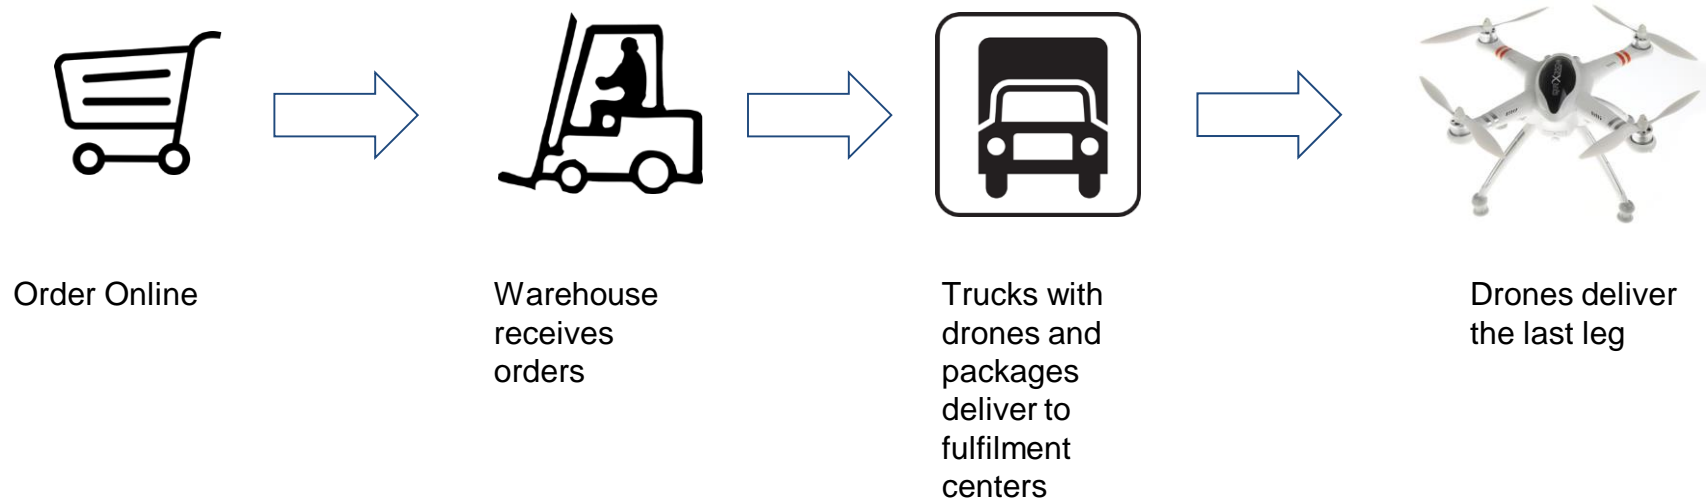 Order Online
Warehouse
receives
orders
Trucks with
drones and
packages
deliver to
fulfilment
centers
Drones deliver
the last leg